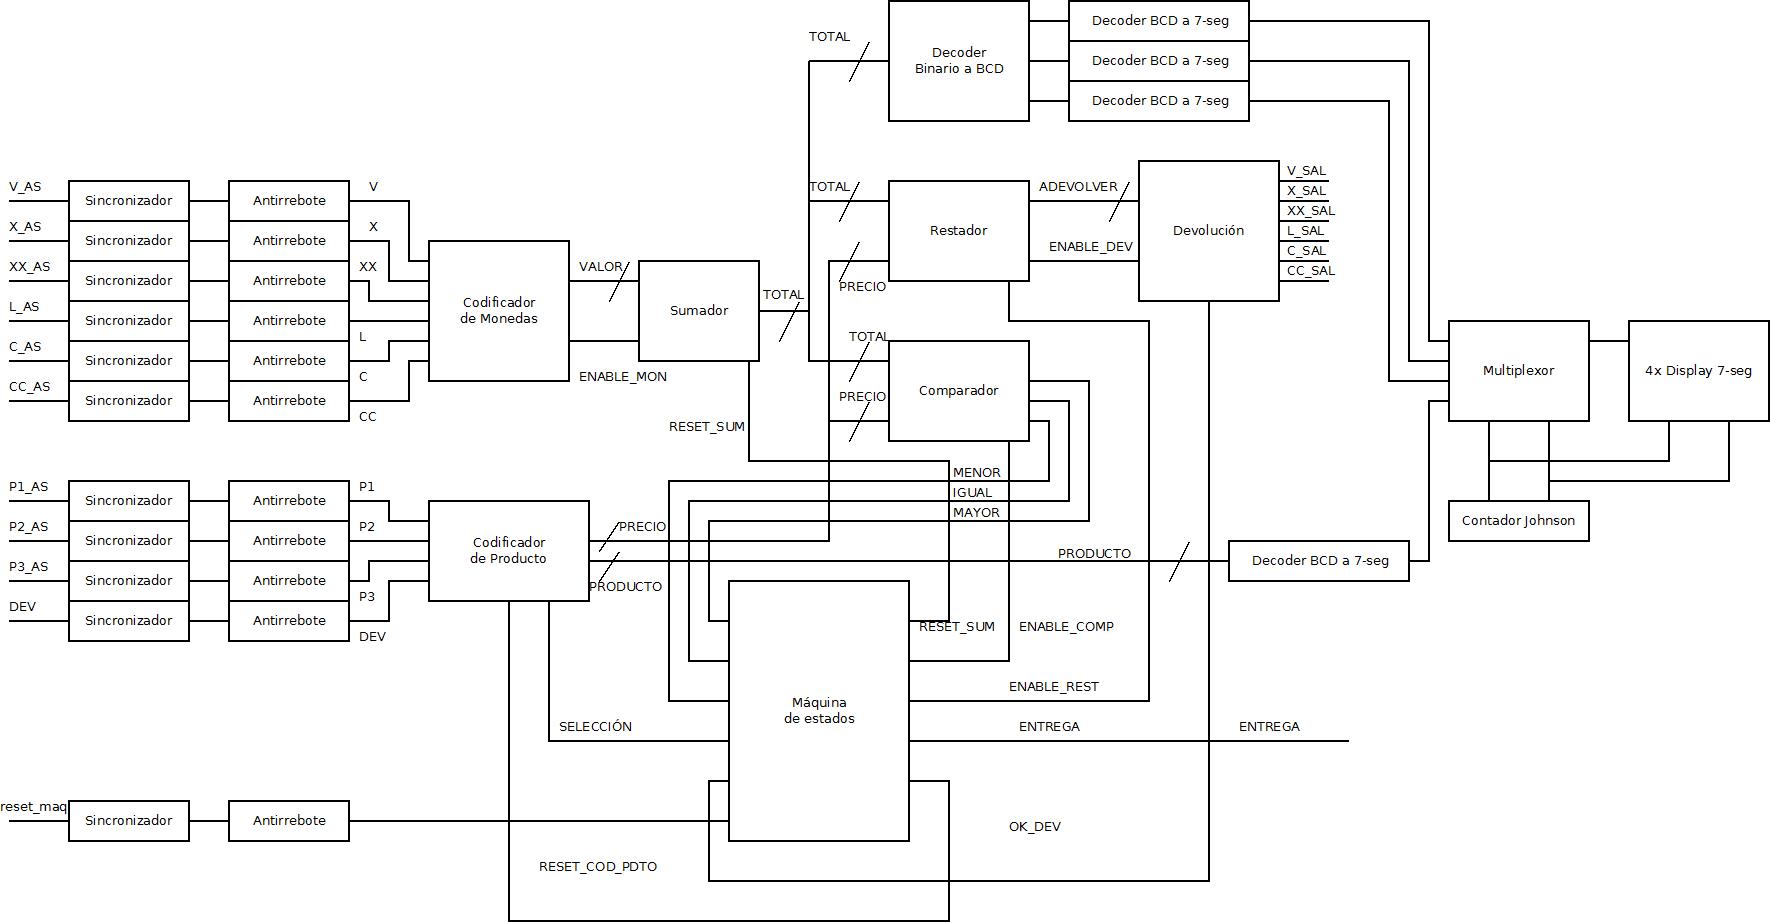 TOTAL
Decoder
Binario a BCD
Decoder BCD a 7-seg
Decoder BCD a 7-seg
Decoder BCD a 7-seg
V_AS
Sincronizador
Antirrebote
V
X_AS
Sincronizador
Antirrebote
X
XX_AS
Sincronizador
Antirrebote
XX
L_AS
Sincronizador
Antirrebote
L
C_AS
Sincronizador
Antirrebote
C
CC_AS
Sincronizador
Antirrebote
CC
Codificador
de Monedas
VALOR
ENABLE_MON
Sumador
TOTAL
RESET_SUM
TOTAL
PRECIO
Restador
ADEVOLVER
ENABLE_DEV
Devolución
V_SAL
X_SAL
XX_SAL
L_SAL
C_SAL
CC_SAL
TOTAL
PRECIO
Comparador
MENOR
IGUAL
MAYOR
Multiplexor
4x Display 7-seg
Contador Johnson
P1_AS
Sincronizador
Antirrebote
P1
P2_AS
Sincronizador
Antirrebote
P2
P3_AS
Sincronizador
Antirrebote
P3
DEV
Sincronizador
Antirrebote
DEV
Codificador
de Producto
PRECIO
PRODUCTO
PRODUCTO
Decoder BCD a 7-seg
Máquina
de estados
RESET_SUM
ENABLE_COMP
ENABLE_REST
SELECCIÓN
ENTREGA
ENTREGA
reset_maq
Sincronizador
Antirrebote
OK_DEV
RESET_COD_PDTO